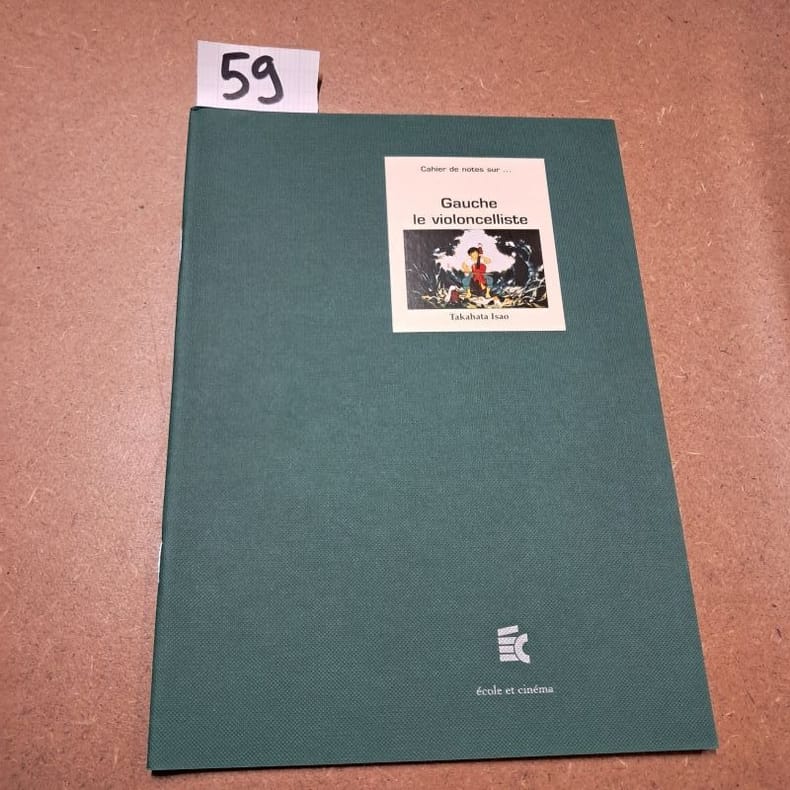 59
Cahier de notes sur ...
Gauche
le violoncelliste
Takahata Isao
école et cinéma